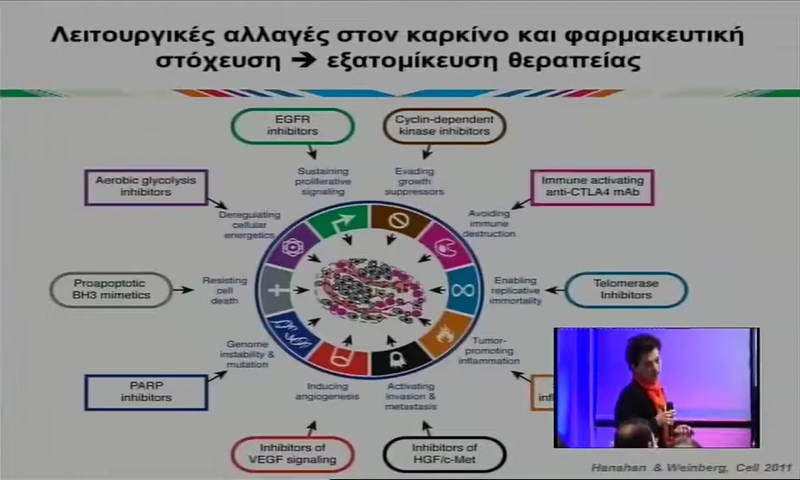 Λειτουργικές αλλαγές στον καρκίνο και φαρμακευτική
στόχευση → εξατομίκευση θεραπείας
EGFR
inhibitors
Cyclin-dependent
kinase inhibitors
Sustaining
proliferative
signaling
Evading
growth
suppressors
Aerobic glycolysis
inhibitors
Immune activating
anti-CTLA4 mAb
Deregulating
cellular
energetics
Avoiding
immune
destruction
Proapoptotic
BH3 mimetics
Resisting
cell
death
Enabling
replicative
immortality
Telomerase
Inhibitors
Genome
instability &
mutation
Tumor-
promoting
inflammation
PARP
inhibitors
Inducing
angiogenesis
Activating
invasion &
metastasis
Inhibitors of
VEGF signaling
Inhibitors of
HGF/c-Met
Hanahan & Weinberg, Cell 2011